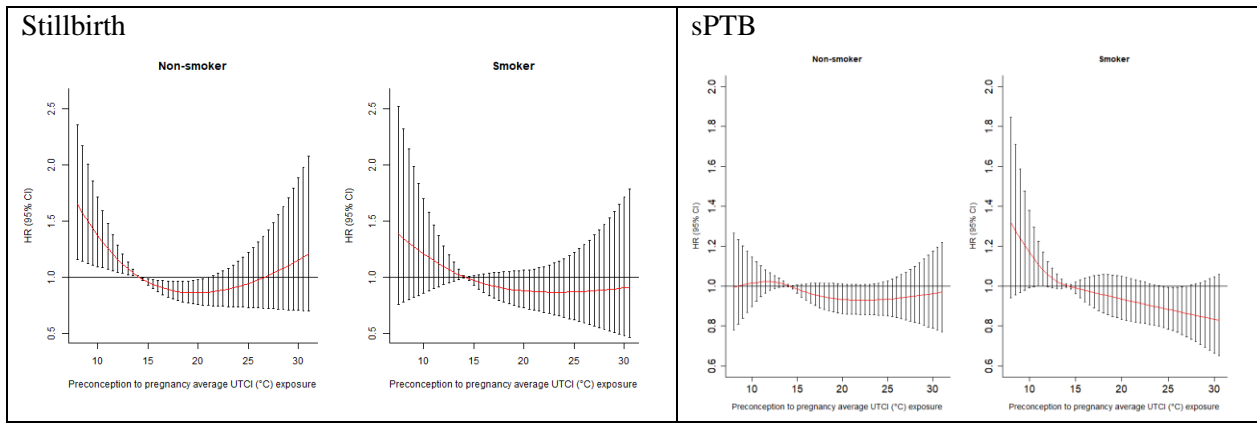 Stillbirth
Non-smoker
Smoker
HR (95% CI)
2.5
2.0
1.5
1.0
0.5
10 15 20 25 30
Preconception to pregnancy average UTCI (°C) exposure
HR (95% CI)
2.5
2.0
1.5
1.0
0.5
10 15 20 25 30
Preconception to pregnancy average UTCI (°C) exposure
sPTB
Non-smoker
Smoker
HR (95% CI)
2.0
1.8
1.6
1.4
1.2
1.0
0.8
0.6
10 15 20 25 30
Preconception to pregnancy average UTCI (°C) exposure
HR (95% CI)
2.0
1.8
1.6
1.4
1.2
1.0
0.8
0.6
10 15 20 25 30
Preconception to pregnancy average UTCI (°C) exposure